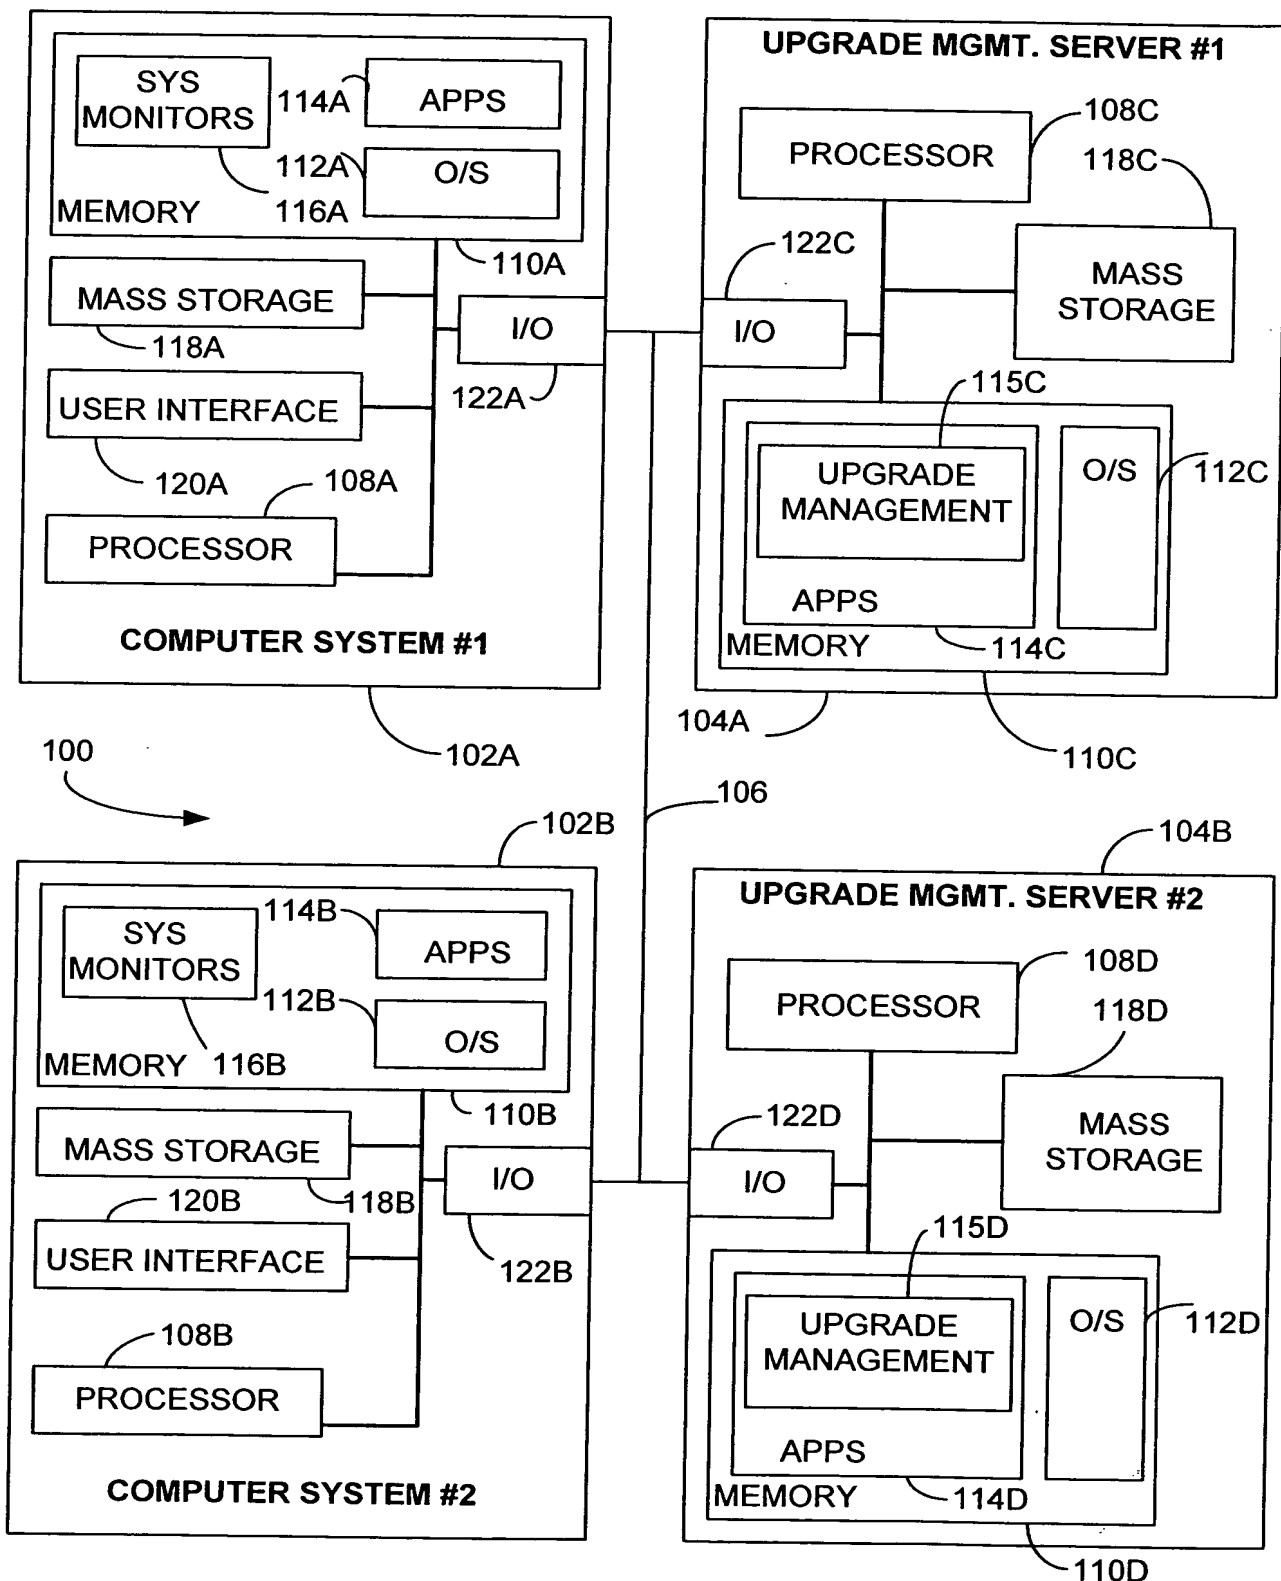 SYS
MONITORS
114A
APPS
112A
O/S
116A
MEMORY
110A
MASS STORAGE
118A
I/O
122A
USER INTERFACE
120A
108A
PROCESSOR
COMPUTER SYSTEM #1
102A
UPGRADE MGMT. SERVER #1
108C
PROCESSOR
118C
122C
MASS
STORAGE
I/O
115C
UPGRADE
MANAGEMENT
O/S
112C
APPS
MEMORY
114C
104A
110C
100
106
102B
SYS
MONITORS
114B
APPS
112B
O/S
MEMORY
116B
110B
MASS STORAGE
118B
I/O
122B
120B
USER INTERFACE
108B
PROCESSOR
COMPUTER SYSTEM #2
104B
UPGRADE MGMT. SERVER #2
108D
PROCESSOR
118D
122D
MASS
STORAGE
I/O
115D
UPGRADE
MANAGEMENT
O/S
112D
APPS
MEMORY
114D
110D